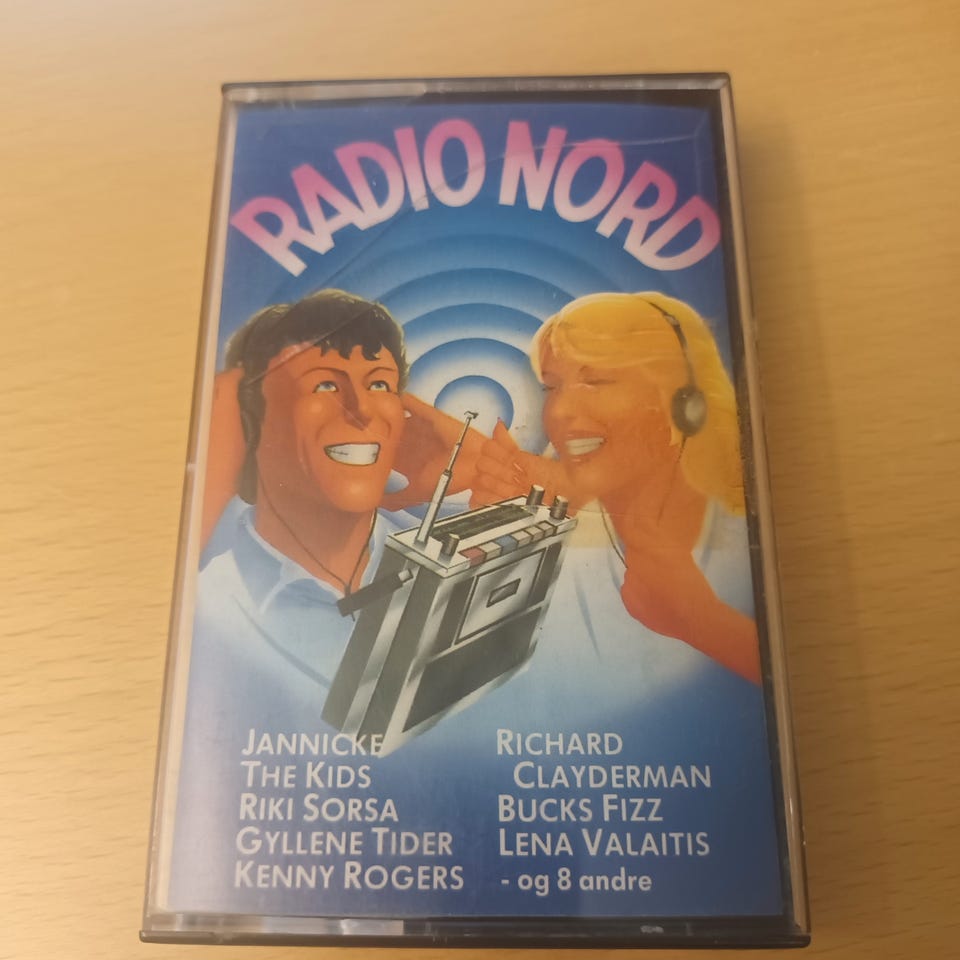 RADIO NORD
JANNICKE
THE KIDS
RIKI SORSA
GYLLENE TIDER
KENNY ROGERS
RICHARD
CLAYDERMAN
BUCKS FIZZ
LENA VALAITIS
- og 8 andre